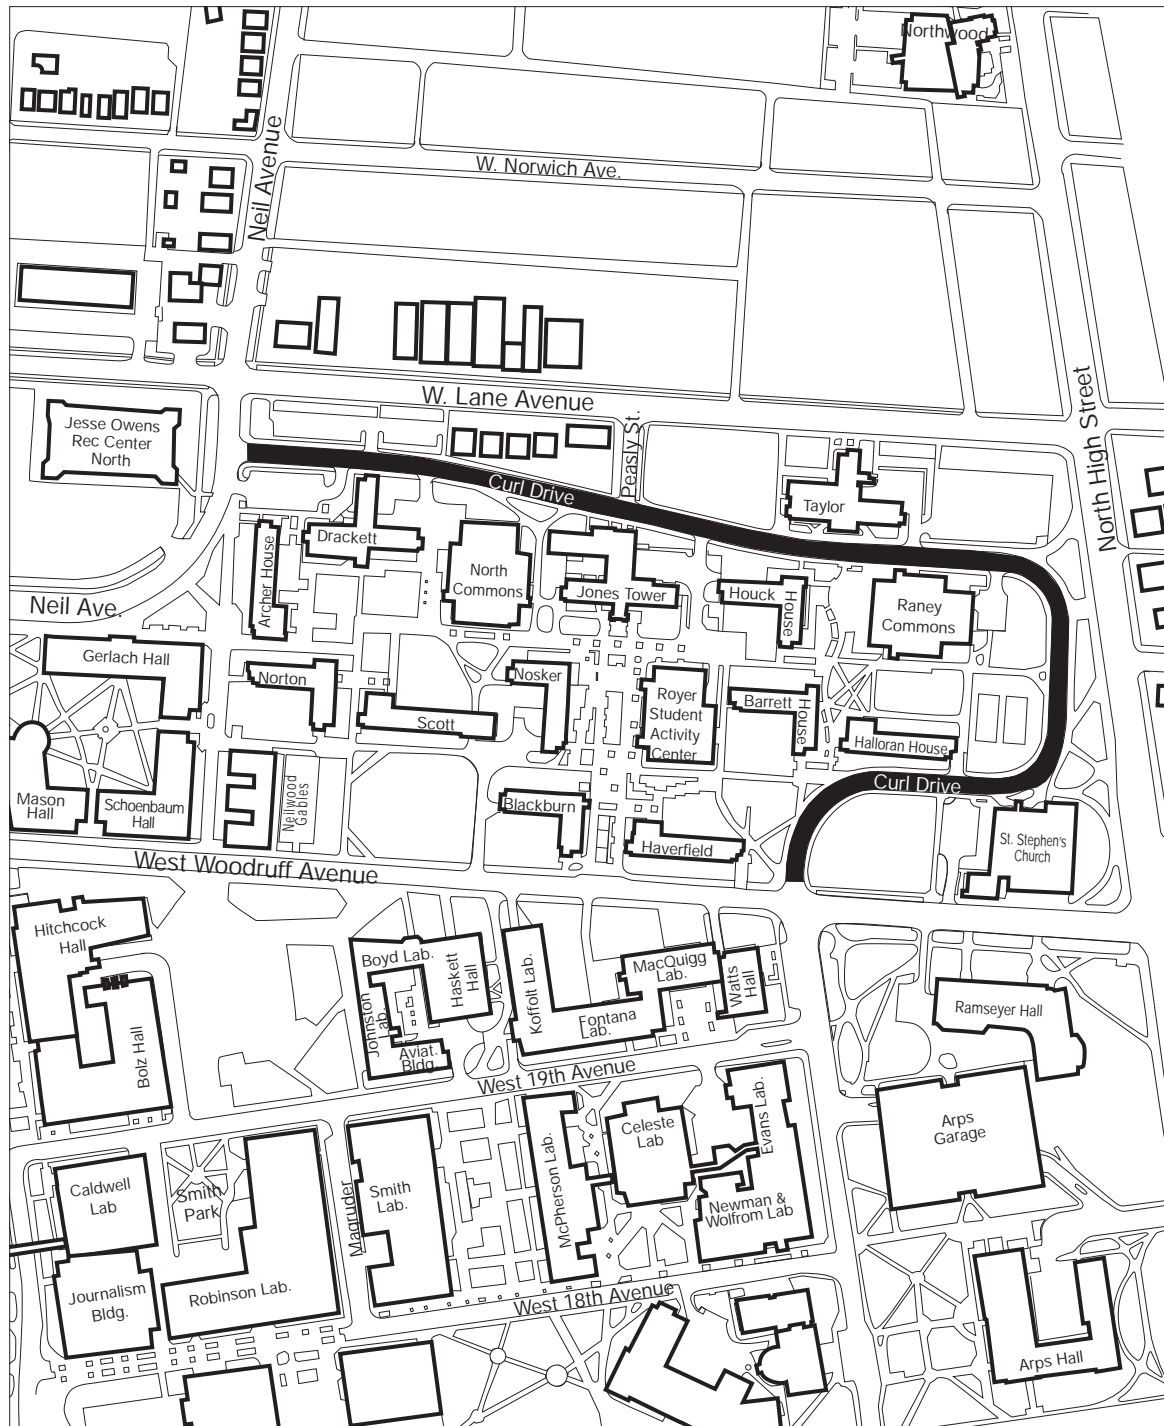 Northwood
W. Norwich Ave.
Neil Avenue
W. Lane Avenue
Jesse Owens
Rec Center
North
Peasly St.
North High Street
Curl Drive
Taylor
Drackett
Archer House
North
Commons
Jones Tower
Houck
House
Raney
Commons
Neil Ave.
Gerlach Hall
Norton
Nosker
Scott
Royer
Student
Activity
Center
Barrett
House
Halloran House
Curl Drive
Mason
Hall
Schoenbaum
Hall
Neilwood
Gables
Blackburn
Haverfield
St. Stephen's
Church
West Woodruff Avenue
Hitchcock
Hall
Boyd Lab.
Haskett
Hall
Johnston
Lab.
Aviat.
Bldg.
Koffolt Lab.
MacQuigg
Lab.
Watts
Hall
Fontana
Lab.
Ramseyer Hall
Bolz Hall
West 19th Avenue
Celeste
Lab
Evans Lab.
McPherson Lab.
Arps
Garage
Caldwell
Lab
Smith
Park
Magruder
Smith
Lab.
Newman &
Wolfrom Lab
Journalism
Bldg.
Robinson Lab.
West 18th Avenue
Arps Hall